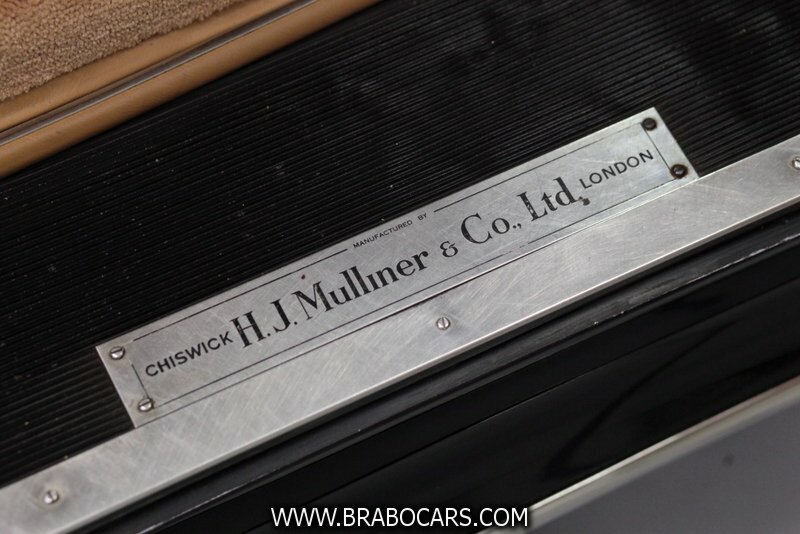 MANUFACTURED BY
CHISWICK H. J. Mulliner & Co., Ltd. LONDON
WWW.BRABOCARS.COM